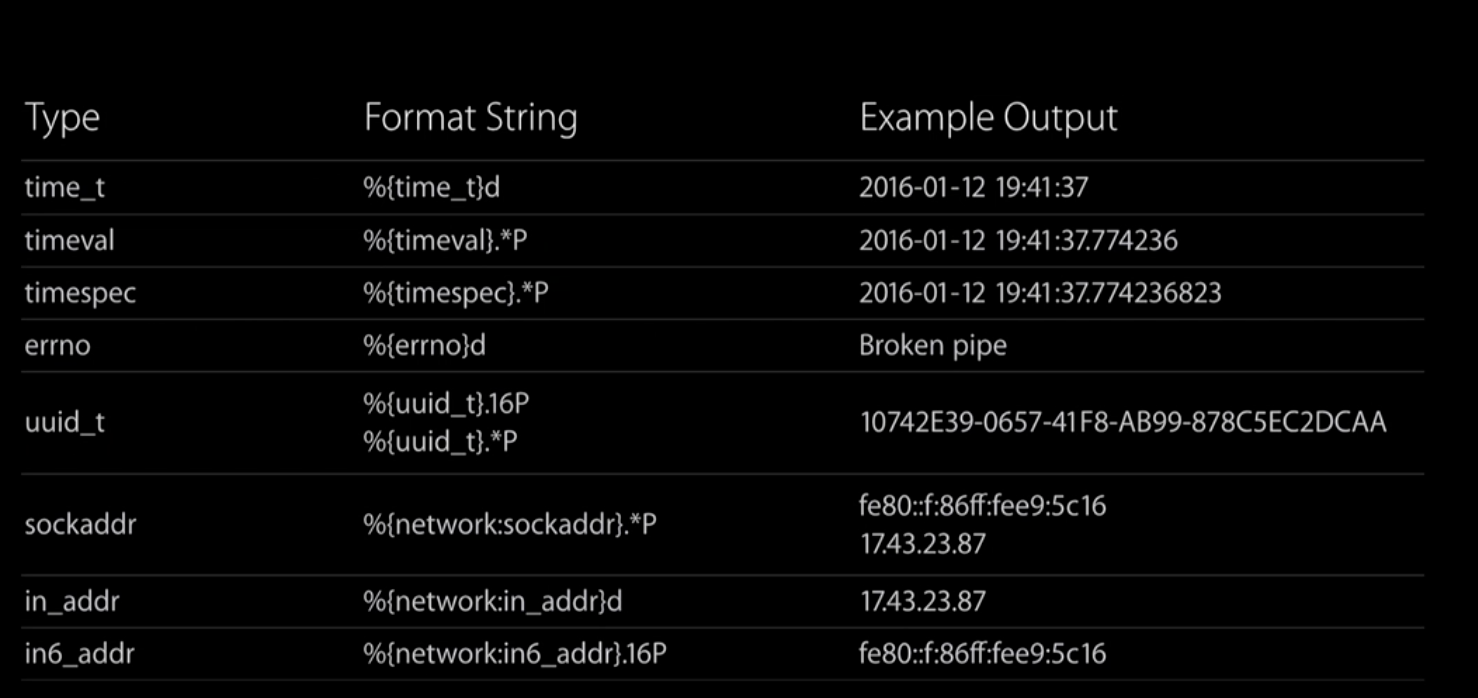 Type Format String Example Output
time_t %{time_t}d 2016-01-12 19:41:37
timeval %{timeval}.*P 2016-01-12 19:41:37.774236
timespec %{timespec}.*P 2016-01-12 19:41:37.774236823
errno %{errno}d Broken pipe
uuid_t %{uuid_t}.16P
%{uuid_t}.*P 10742E39-0657-41F8-AB99-878C5EC2DCAA
sockaddr %{network:sockaddr}.*P fe80::f:86ff:fee9:5c16
17.43.23.87
in_addr %{network:in_addr}d 17.43.23.87
in6_addr %{network:in6_addr}.16P fe80::f:86ff:fee9:5c16